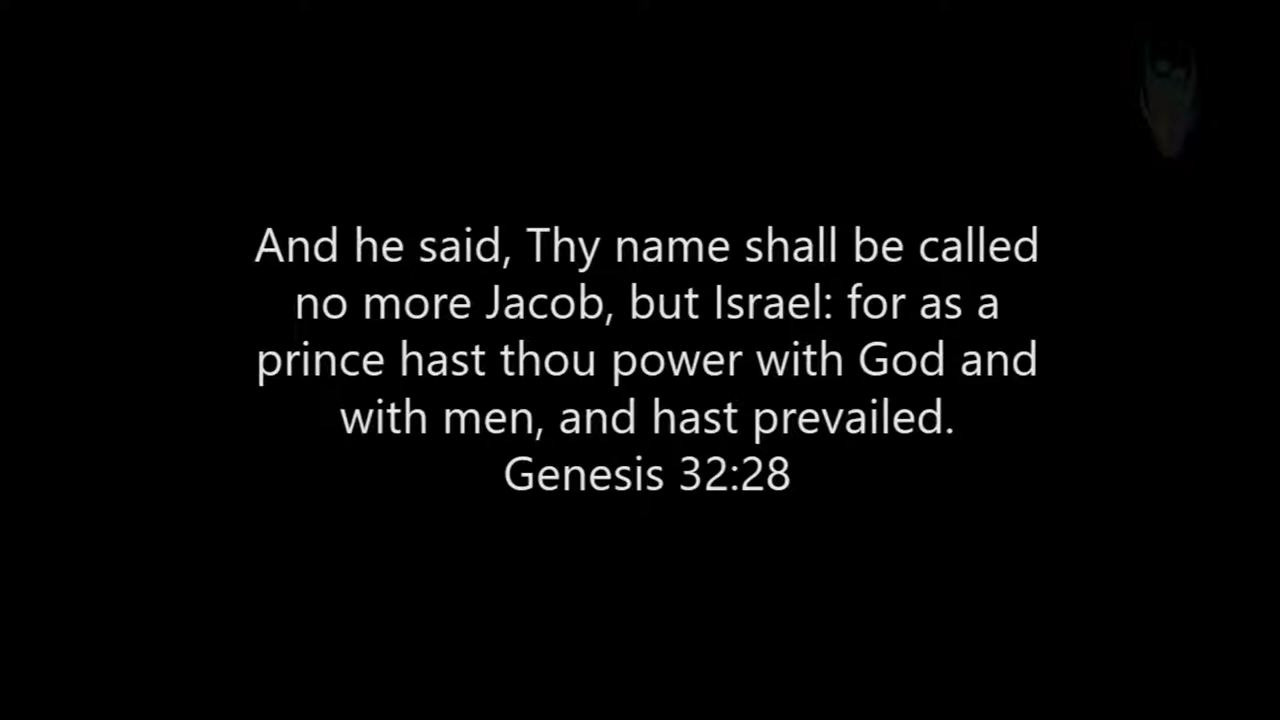 And he said, Thy name shall be called
no more Jacob, but Israel: for as a
prince hast thou power with God and
with men, and hast prevailed.
Genesis 32:28